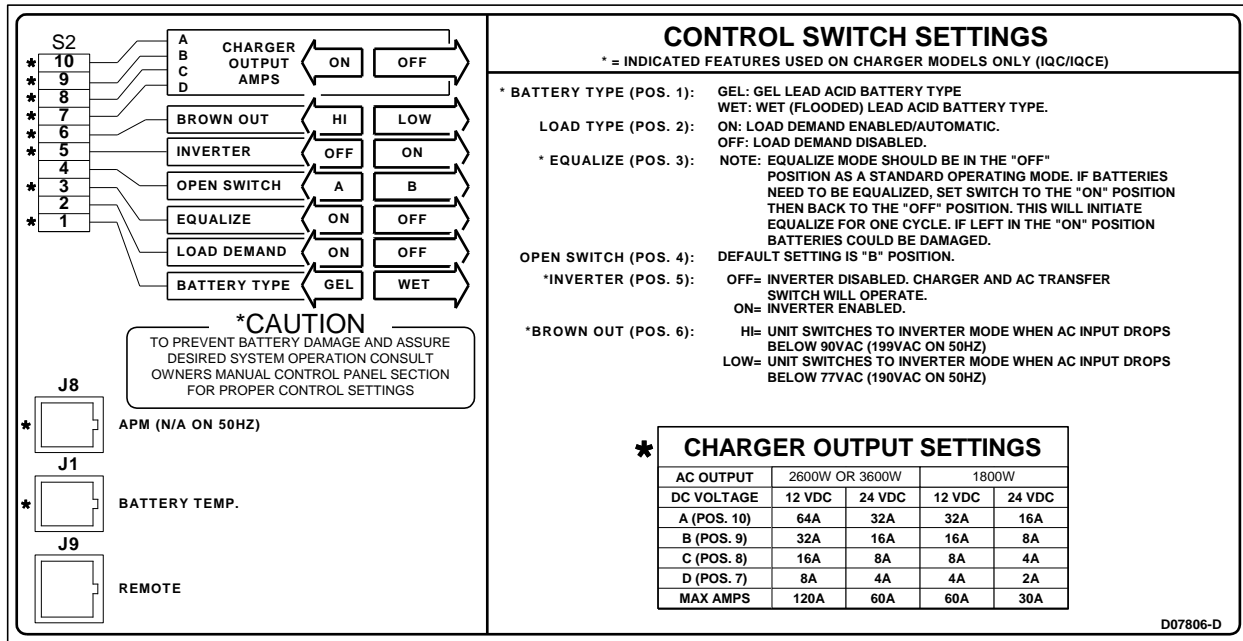 S2
* 10
* 9
* 8
* 7
* 6
* 5
4
* 3
2
* 1
A
B
C
D
CHARGER
OUTPUT
AMPS
ON OFF
BROWN OUT HI LOW
INVERTER OFF ON
OPEN SWITCH A B
EQUALIZE ON OFF
LOAD DEMAND ON OFF
BATTERY TYPE GEL WET
*CAUTION
TO PREVENT BATTERY DAMAGE AND ASSURE
DESIRED SYSTEM OPERATION CONSULT
OWNERS MANUAL CONTROL PANEL SECTION
FOR PROPER CONTROL SETTINGS
J8
* APM (N/A ON 50HZ)
J1
* BATTERY TEMP.
J9
REMOTE
CONTROL SWITCH SETTINGS
* = INDICATED FEATURES USED ON CHARGER MODELS ONLY (IQC/IQCE)
* BATTERY TYPE (POS. 1): GEL: GEL LEAD ACID BATTERY TYPE
WET: WET (FLOODED) LEAD ACID BATTERY TYPE.
LOAD TYPE (POS. 2): ON: LOAD DEMAND ENABLED/AUTOMATIC.
OFF: LOAD DEMAND DISABLED.
* EQUALIZE (POS. 3): NOTE: EQUALIZE MODE SHOULD BE IN THE "OFF"
POSITION AS A STANDARD OPERATING MODE. IF BATTERIES
NEED TO BE EQUALIZED, SET SWITCH TO THE "ON" POSITION
THEN BACK TO THE "OFF" POSITION. THIS WILL INITIATE
EQUALIZE FOR ONE CYCLE. IF LEFT IN THE "ON" POSITION
BATTERIES COULD BE DAMAGED.
OPEN SWITCH (POS. 4): DEFAULT SETTING IS "B" POSITION.
*INVERTER (POS. 5): OFF= INVERTER DISABLED. CHARGER AND AC TRANSFER
SWITCH WILL OPERATE.
ON= INVERTER ENABLED.
*BROWN OUT (POS. 6): HI= UNIT SWITCHES TO INVERTER MODE WHEN AC INPUT DROPS
BELOW 90VAC (199VAC ON 50HZ)
LOW= UNIT SWITCHES TO INVERTER MODE WHEN AC INPUT DROPS
BELOW 77VAC (190VAC ON 50HZ)
* CHARGER OUTPUT SETTINGS
AC OUTPUT 2600W OR 3600W 1800W
DC VOLTAGE 12 VDC 24 VDC 12 VDC 24 VDC
A (POS. 10) 64A 32A 32A 16A
B (POS. 9) 32A 16A 16A 8A
C (POS. 8) 16A 8A 8A 4A
D (POS. 7) 8A 4A 4A 2A
MAX AMPS 120A 60A 60A 30A
D07806-D